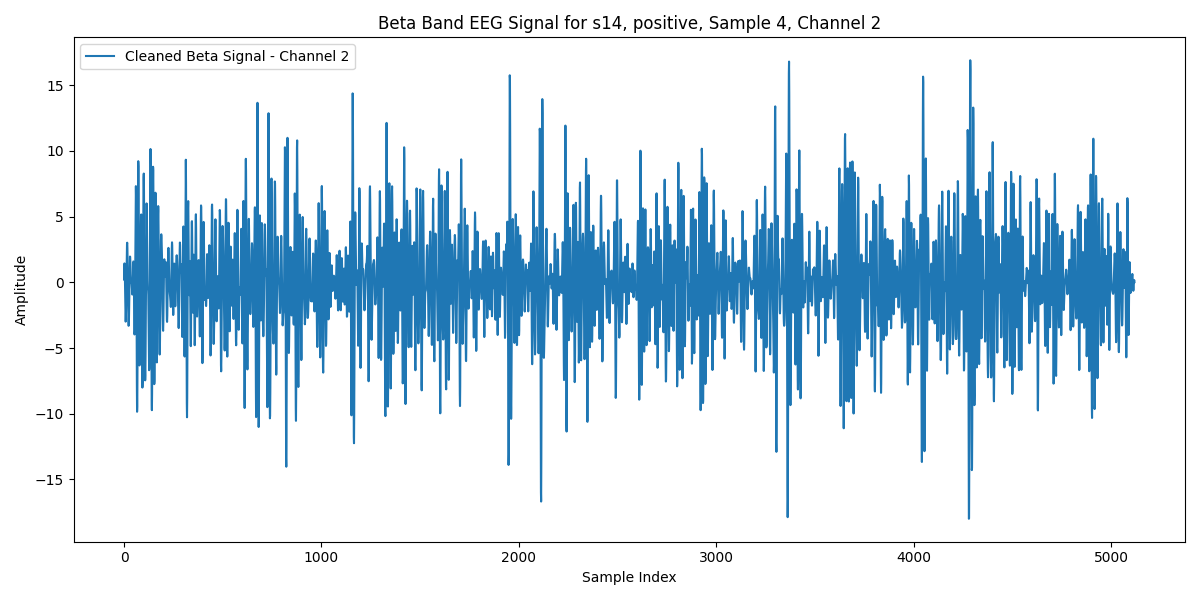 Beta Band EEG Signal for s14, positive, Sample 4, Channel 2
Cleaned Beta Signal - Channel 2
Amplitude
15
10
5
0
−5
−10
−15
0 1000 2000 3000 4000 5000
Sample Index